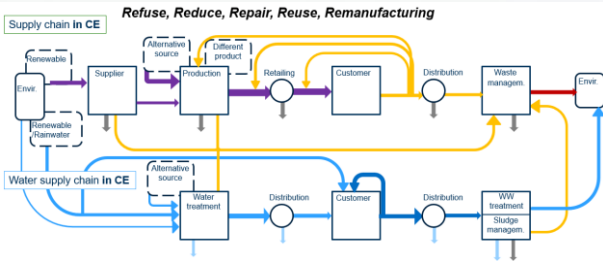 Refuse, Reduce, Repair, Reuse, Remanufacturing
Supply chain in CE
Renewable
Alternative
source
Different
product
Envir.
Supplier
Production
Retailing
Customer
Distribution
Waste
managem.
Envir.
Renewable
/Rainwater
Water supply chain in CE
Alternative
source
Water
treatment
Distribution
Customer
Distribution
WW
treatment
Sludge
managem.